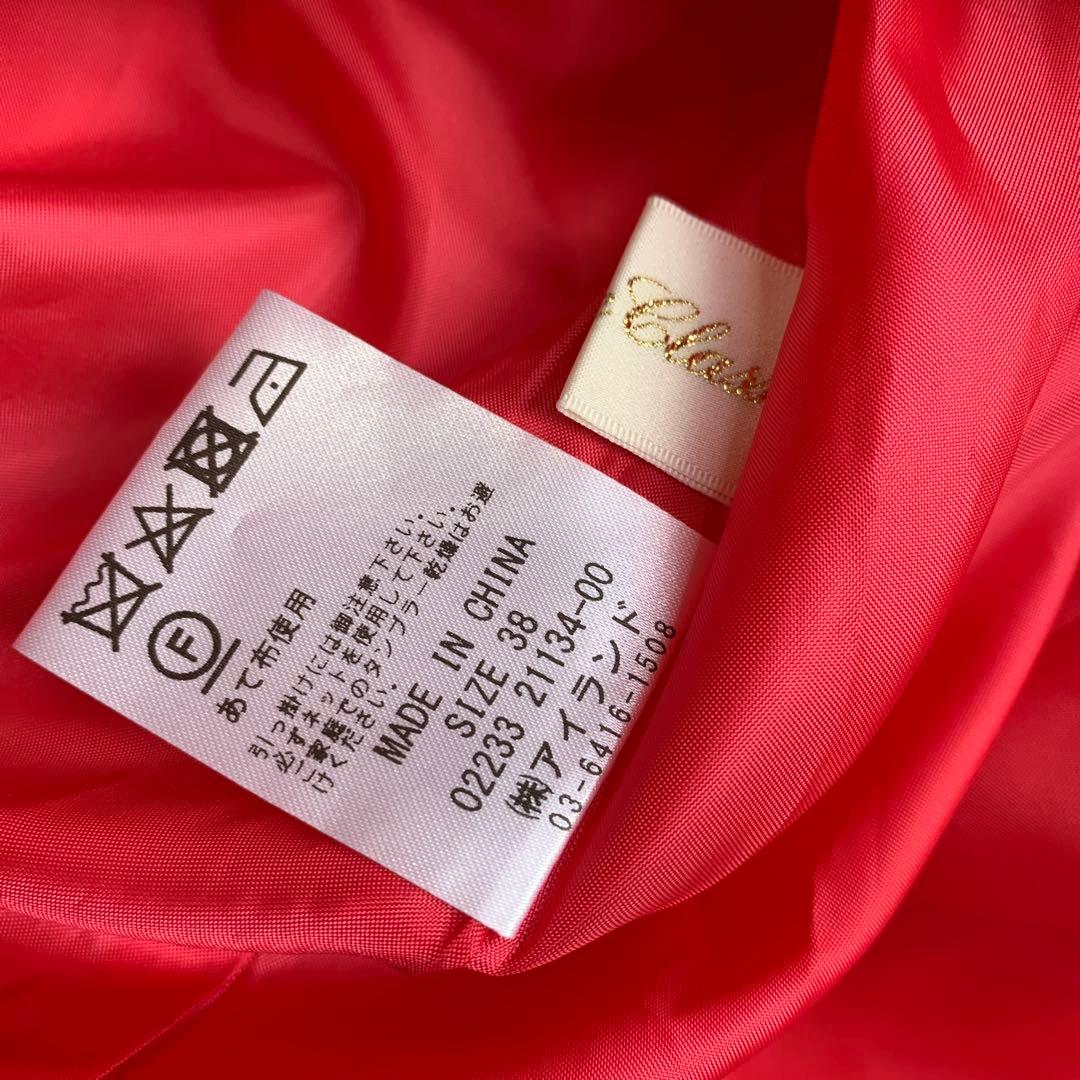 F
あて布使用
引っ掛けには御注意下さい。
必ずネットを使用して下さい。
ご家庭でのタンブラー乾燥はお避
けください。
MADE IN CHINA
SIZE 38
02233 21134-00
㈱アイランド
03-6416-1508